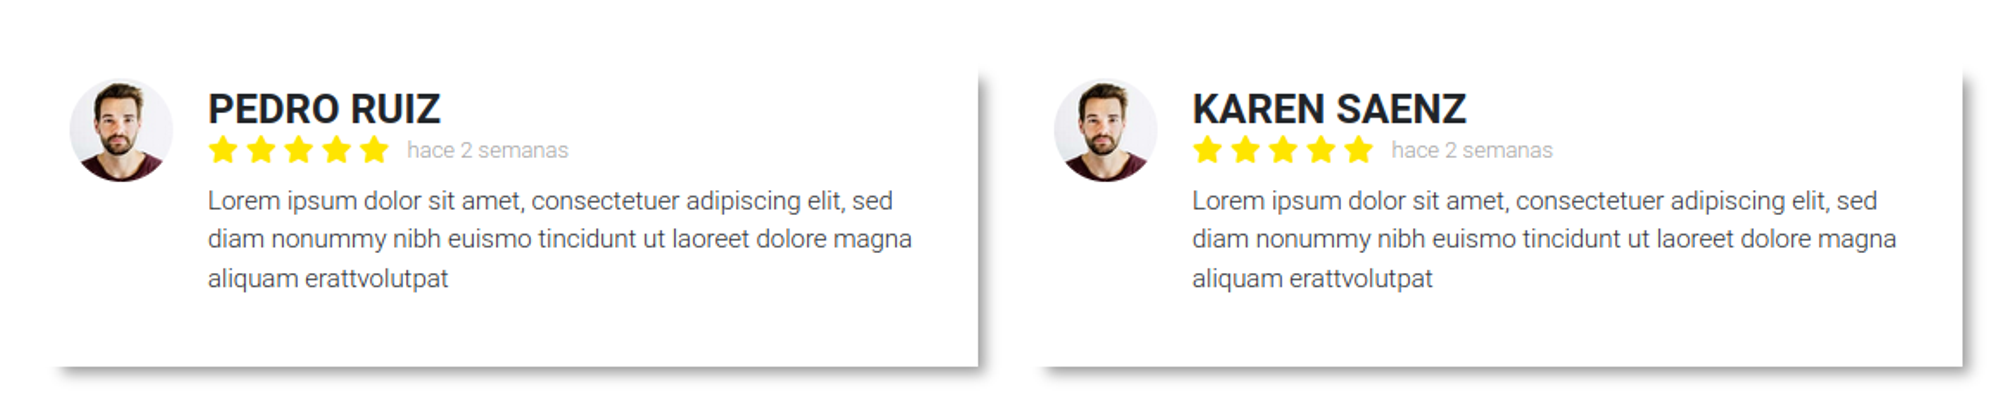 PEDRO RUIZ
hace 2 semanas
Lorem ipsum dolor sit amet, consectetuer adipiscing elit, sed
diam nonummy nibh euismo tincidunt ut laoreet dolore magna
aliquam erattvolutpat
KAREN SAENZ
hace 2 semanas
Lorem ipsum dolor sit amet, consectetuer adipiscing elit, sed
diam nonummy nibh euismo tincidunt ut laoreet dolore magna
aliquam erattvolutpat